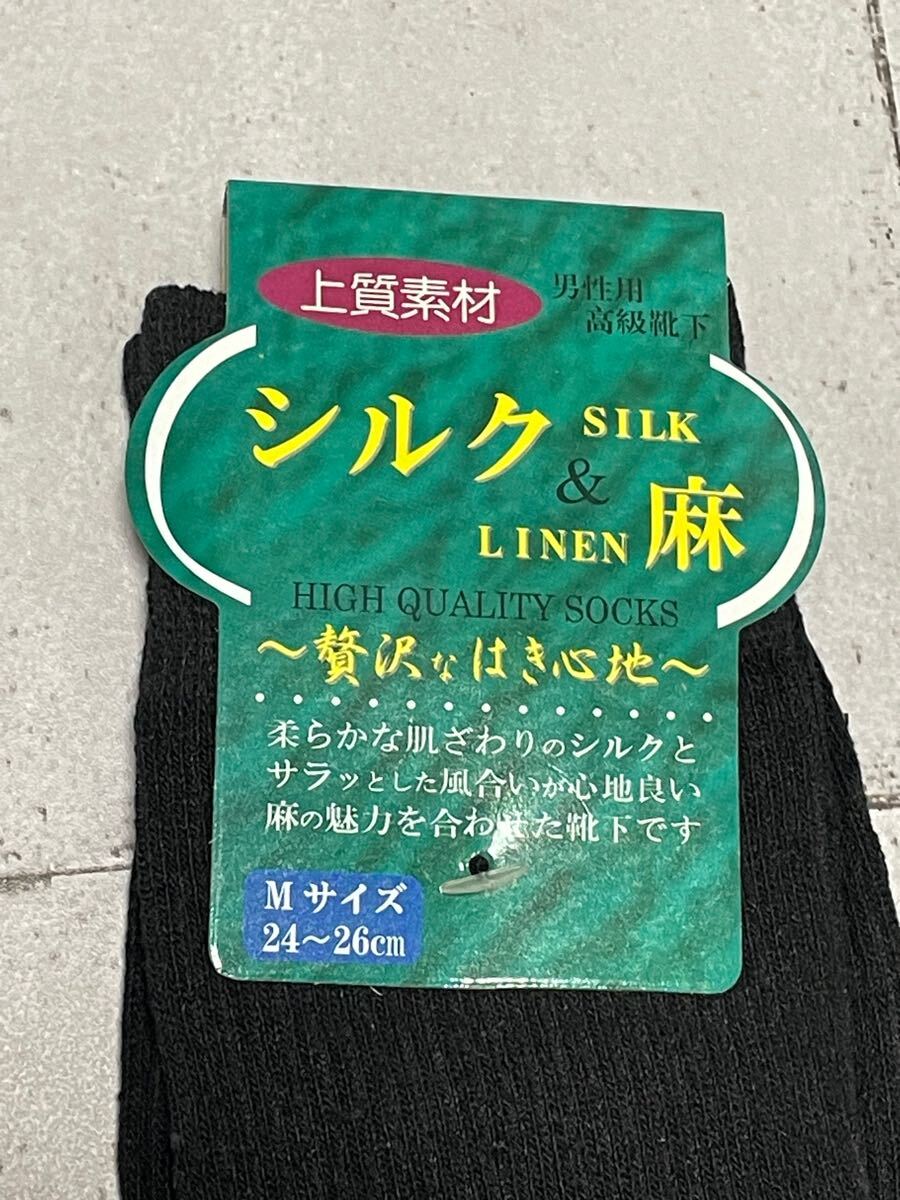 上質素材
男性用
高級靴下
シルク SILK
&
LINEN 麻
HIGH QUALITY SOCKS
～贅沢なはき心地～
柔らかな肌ざわりのシルクと
サラッとした風合いが心地良い
麻の魅力を合わせた靴下です
Mサイズ
24～26cm